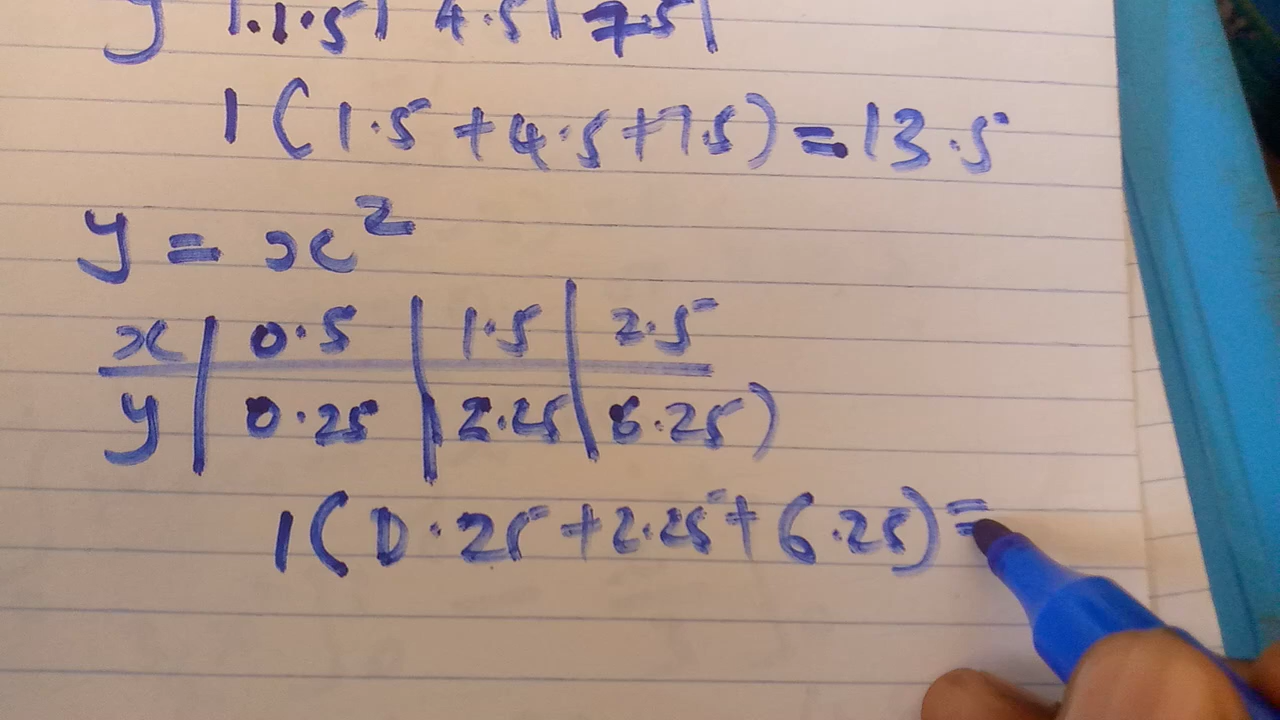 y | 1.5 | 4.5 | 7.5 |
1 ( 1.5 + 4.5 + 7.5 ) = 13.5
y = x²
x | 0.5 | 1.5 | 2.5
y | 0.25 | 2.25 | 6.25 )
1 ( 0.25 + 2.25 + 6.25 ) =